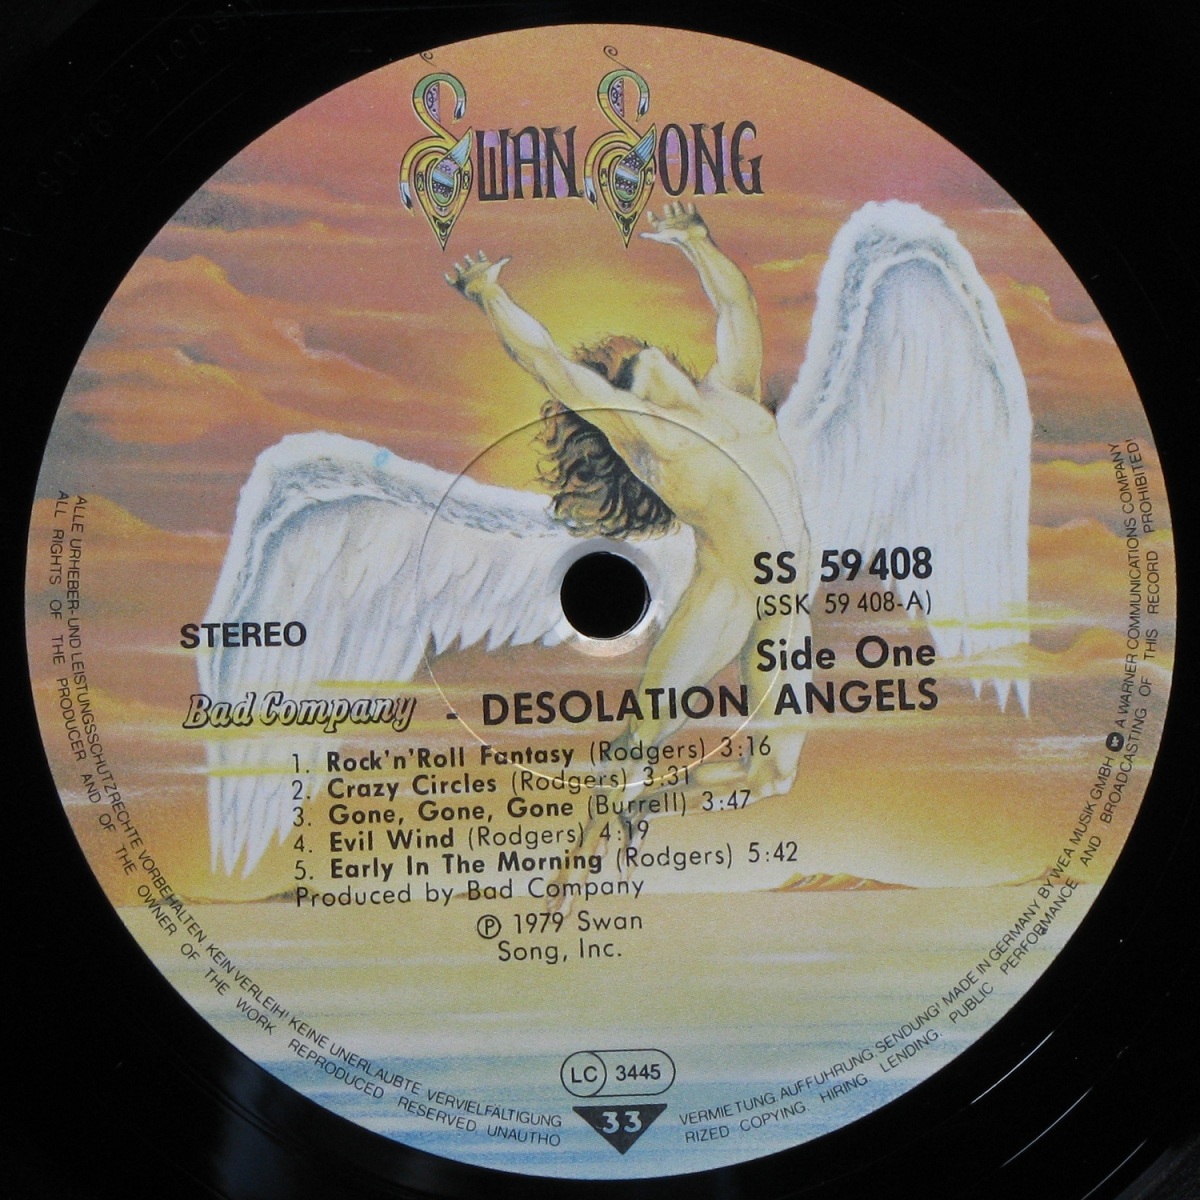 SWAN SONG
STEREO
SS 59 408
(SSK 59 408-A)
Side One
Bad Company - DESOLATION ANGELS
1. Rock'n'Roll Fantasy (Rodgers) 3:16
2. Crazy Circles (Rodgers) 3:31
3. Gone, Gone, Gone (Burrell) 3:47
4. Evil Wind (Rodgers) 4:19
5. Early In The Morning (Rodgers) 5:42
Produced by Bad Company
℗ 1979 Swan
Song, Inc.
LC 3445
33
ALLE URHEBER- UND LEISTUNGSSCHUTZRECHTE VORBEHALTEN. KEIN VERLEIH! KEINE UNERLAUBTE VERVIELFÄLTIGUNG. VERMIETUNG. AUFFÜHRUNG. SENDUNG! MADE IN GERMANY BY WEA MUSIK GMBH A WARNER COMMUNICATIONS COMPANY
ALL RIGHTS OF THE PRODUCER AND OF THE OWNER OF THE WORK REPRODUCED RESERVED. UNAUTHORIZED COPYING. HIRING. LENDING. PUBLIC PERFORMANCE AND BROADCASTING OF THIS RECORD PROHIBITED!